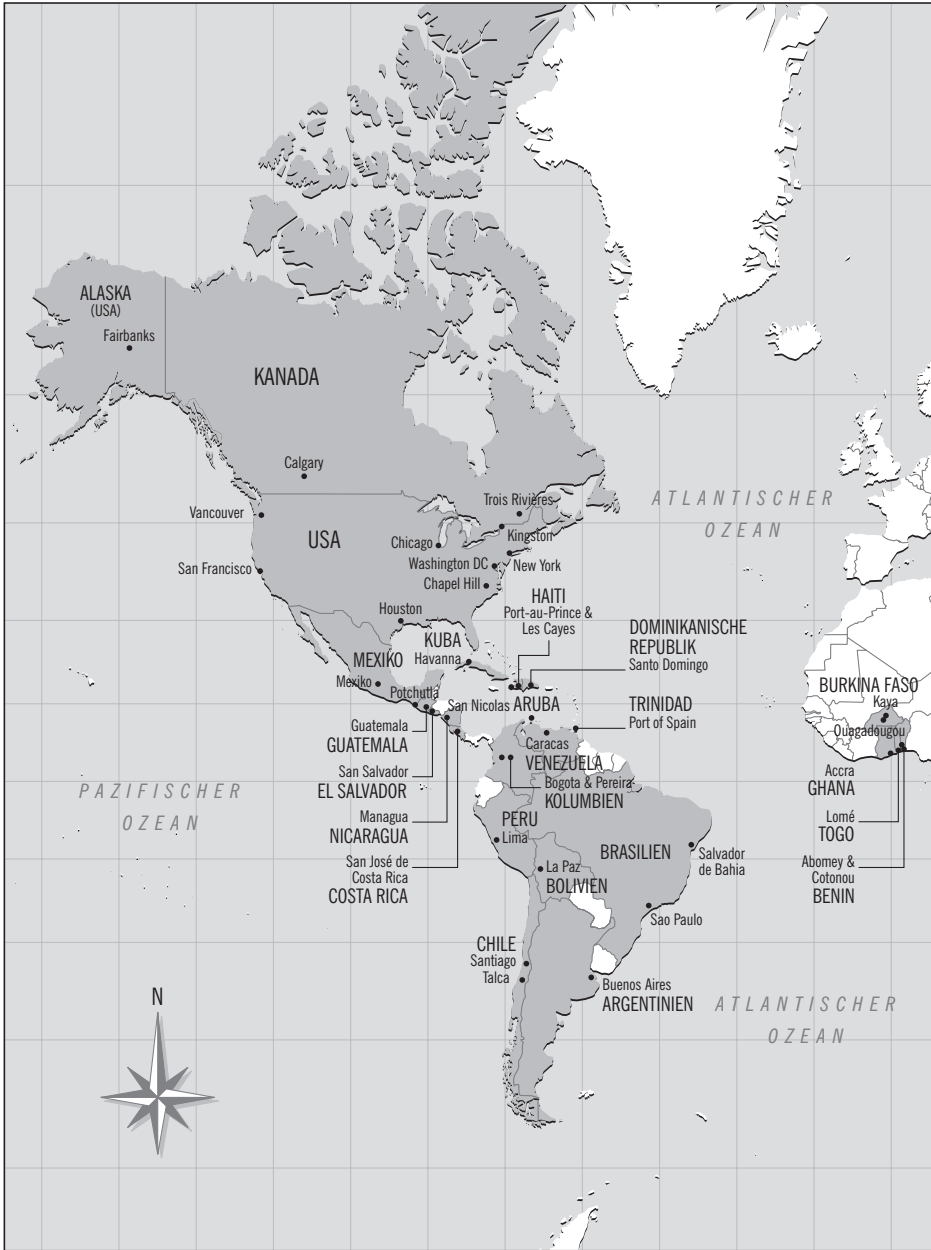 ALASKA
(USA)
Fairbanks
KANADA
Calgary
Vancouver
Trois Rivières
ATLANTISCHER
OZEAN
USA
Chicago
Kingston
Washington DC
New York
San Francisco
Chapel Hill
Houston
HAITI
Port-au-Prince &
Les Cayes
KUBA
Havanna
DOMINIKANISCHE
REPUBLIK
Santo Domingo
MEXIKO
Mexiko
Potchutla
San Nicolas
ARUBA
TRINIDAD
Port of Spain
BURKINA FASO
Kaya
Ouagadougou
Guatemala
GUATEMALA
Caracas
VENEZUELA
San Salvador
EL SALVADOR
Bogota & Pereira
KOLUMBIEN
Accra
GHANA
PAZIFISCHER
OZEAN
Managua
NICARAGUA
PERU
Lima
Lomé
TOGO
San José de
Costa Rica
COSTA RICA
La Paz
BOLIVIEN
BRASILIEN
Salvador
de Bahia
Abomey &
Cotonou
BENIN
Sao Paulo
CHILE
Santiago
Talca
Buenos Aires
ARGENTINIEN
ATLANTISCHER
OZEAN
N